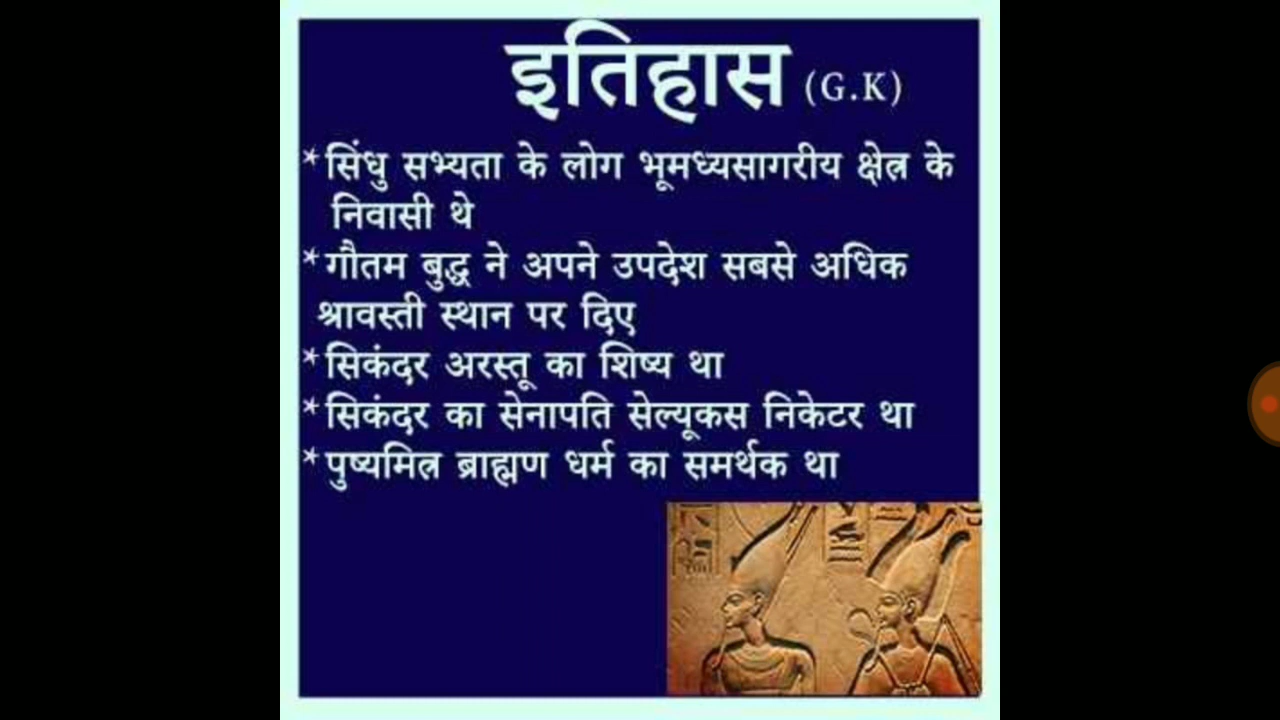 इतिहास (G.K)
* सिंधु सभ्यता के लोग भूमध्यसागरीय क्षेत्र के
निवासी थे
* गौतम बुद्ध ने अपने उपदेश सबसे अधिक
श्रावस्ती स्थान पर दिए
* सिकंदर अरस्तू का शिष्य था
* सिकंदर का सेनापति सेल्यूकस निकेटर था
* पुष्यमित्र ब्राह्मण धर्म का समर्थक था